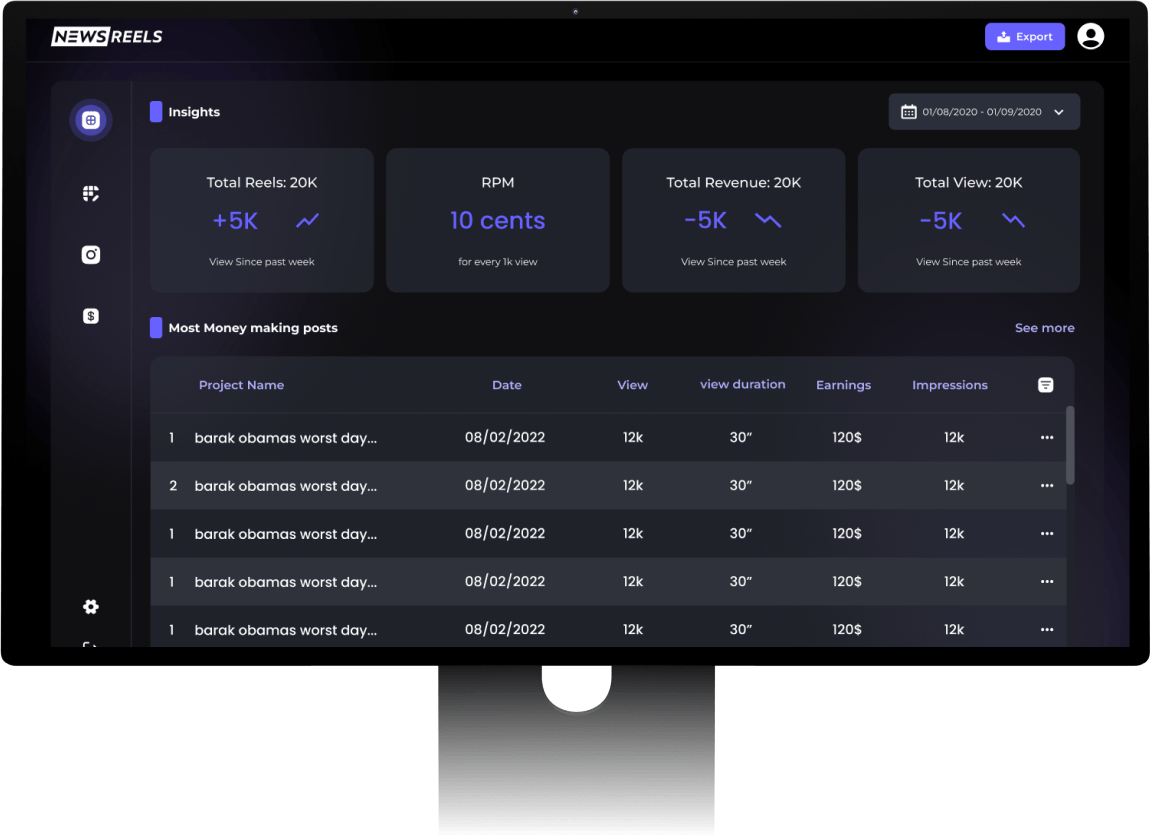 NEWSREELS
Export
Insights
01/08/2020 - 01/09/2020
Total Reels: 20K
+5K
View Since past week
RPM
10 cents
for every 1k view
Total Revenue: 20K
-5K
View Since past week
Total View: 20K
-5K
View Since past week
Most Money making posts
See more
Project Name Date View view duration Earnings Impressions
1 barak obamas worst day... 08/02/2022 12k 30” 120$ 12k
2 barak obamas worst day... 08/02/2022 12k 30” 120$ 12k
1 barak obamas worst day... 08/02/2022 12k 30” 120$ 12k
1 barak obamas worst day... 08/02/2022 12k 30” 120$ 12k
1 barak obamas worst day... 08/02/2022 12k 30” 120$ 12k